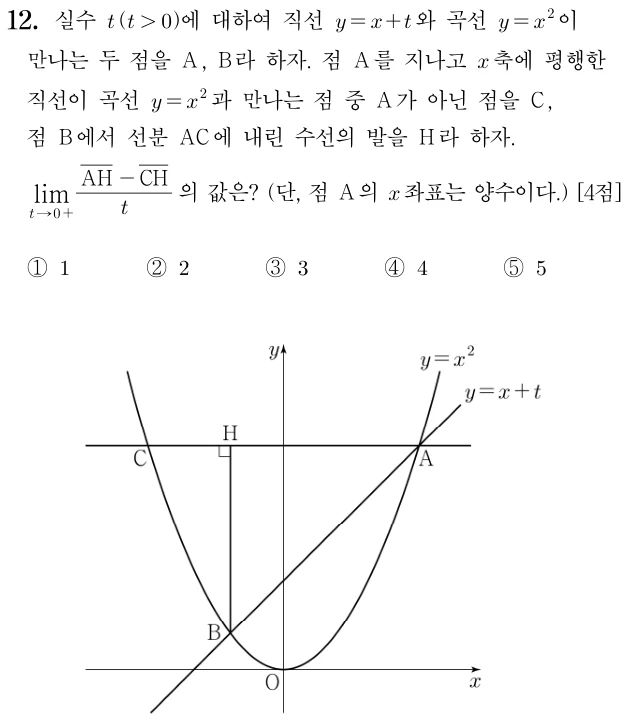 12. 실수 t(t>0)에 대하여 직선 y=x+t와 곡선 y=x²이
만나는 두 점을 A, B라 하자. 점 A를 지나고 x축에 평행한
직선이 곡선 y=x²과 만나는 점 중 A가 아닌 점을 C,
점 B에서 선분 AC에 내린 수선의 발을 H라 하자.
lim_{t→0+} (\overline{AH} − \overline{CH})/t 의 값은? (단, 점 A의 x좌표는 양수이다.) [4점]
① 1 ② 2 ③ 3 ④ 4 ⑤ 5
y
y=x²
y=x+t
H
C
A
B
O
x